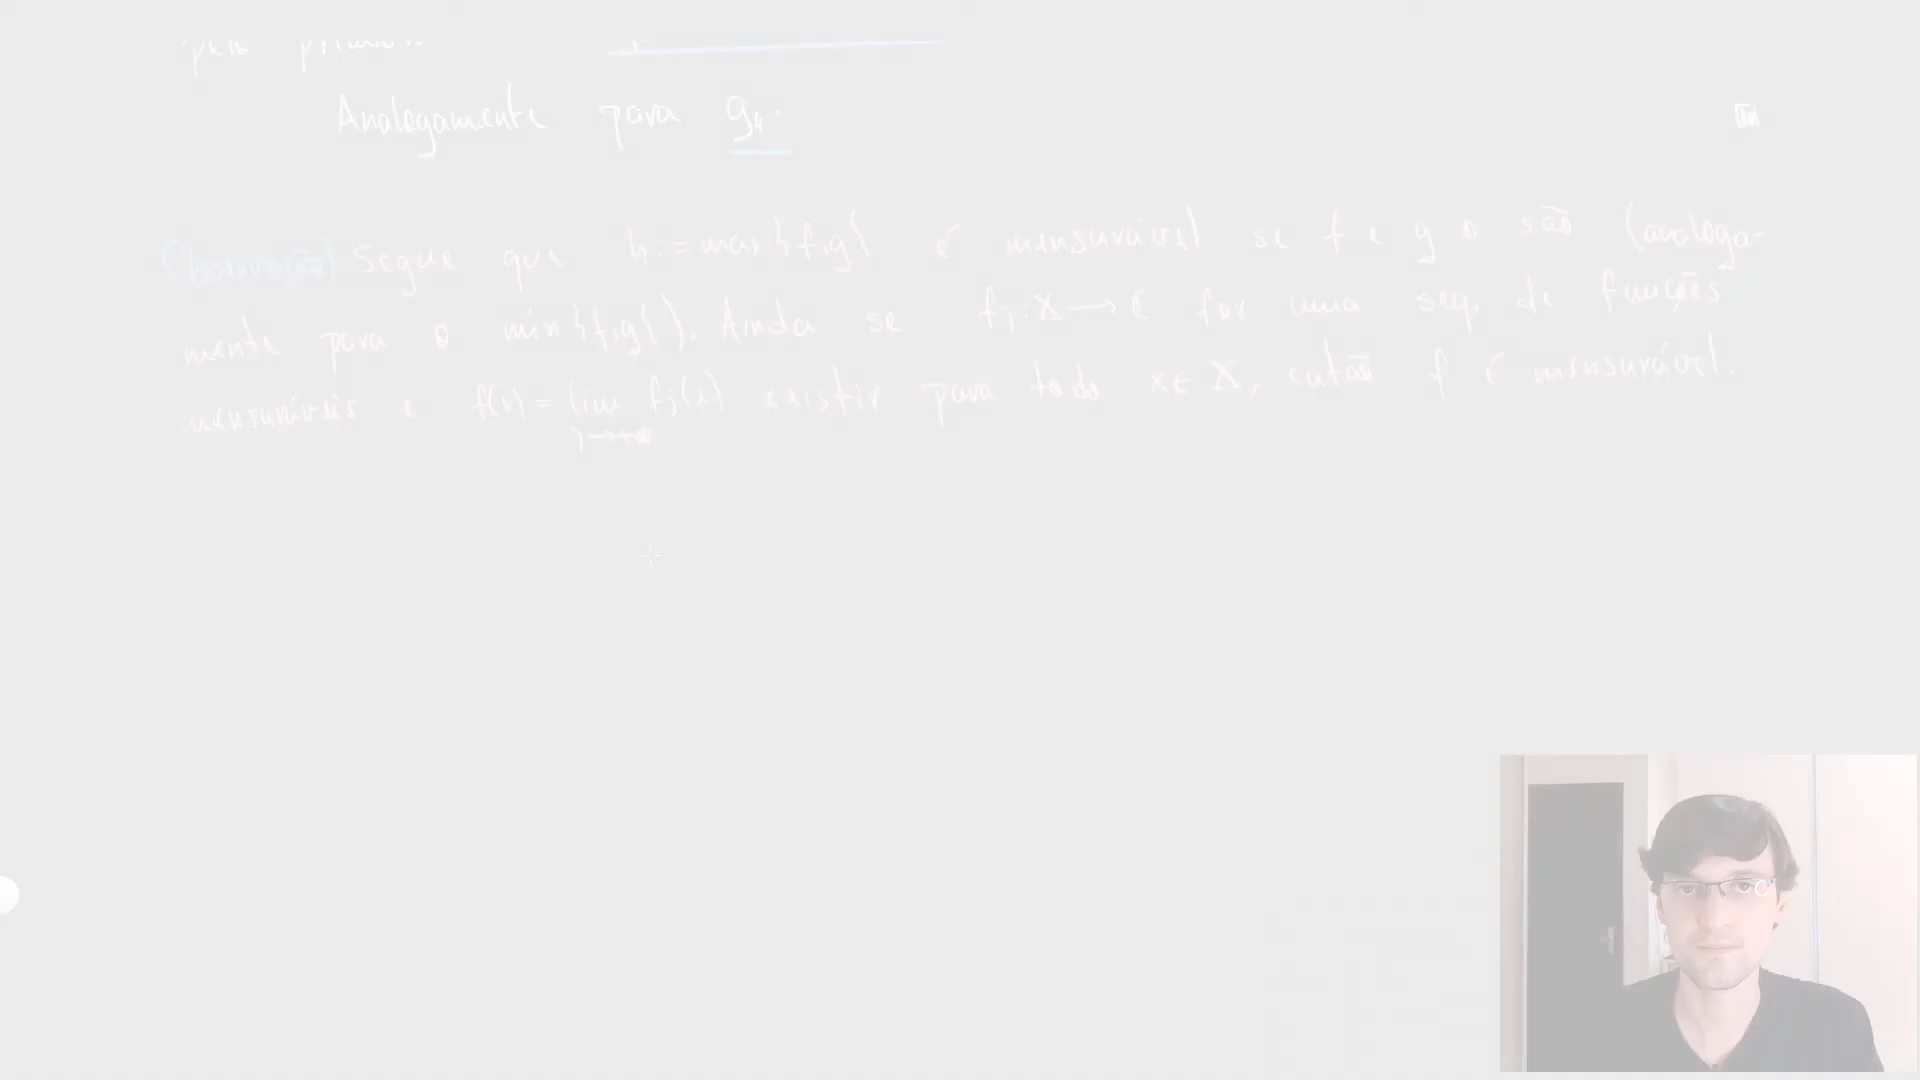 Analogamente para g₄.
Observação) Segue que h := max{f,g} é mensurável se f e g o são (analoga-
mente para o min{f,g}). Ainda se fⱼ: X → ℂ for uma seq. de funções
mensuráveis e f(x) = lim fⱼ(x) existir para todo x ∈ X, então f é mensurável.
j→+∞